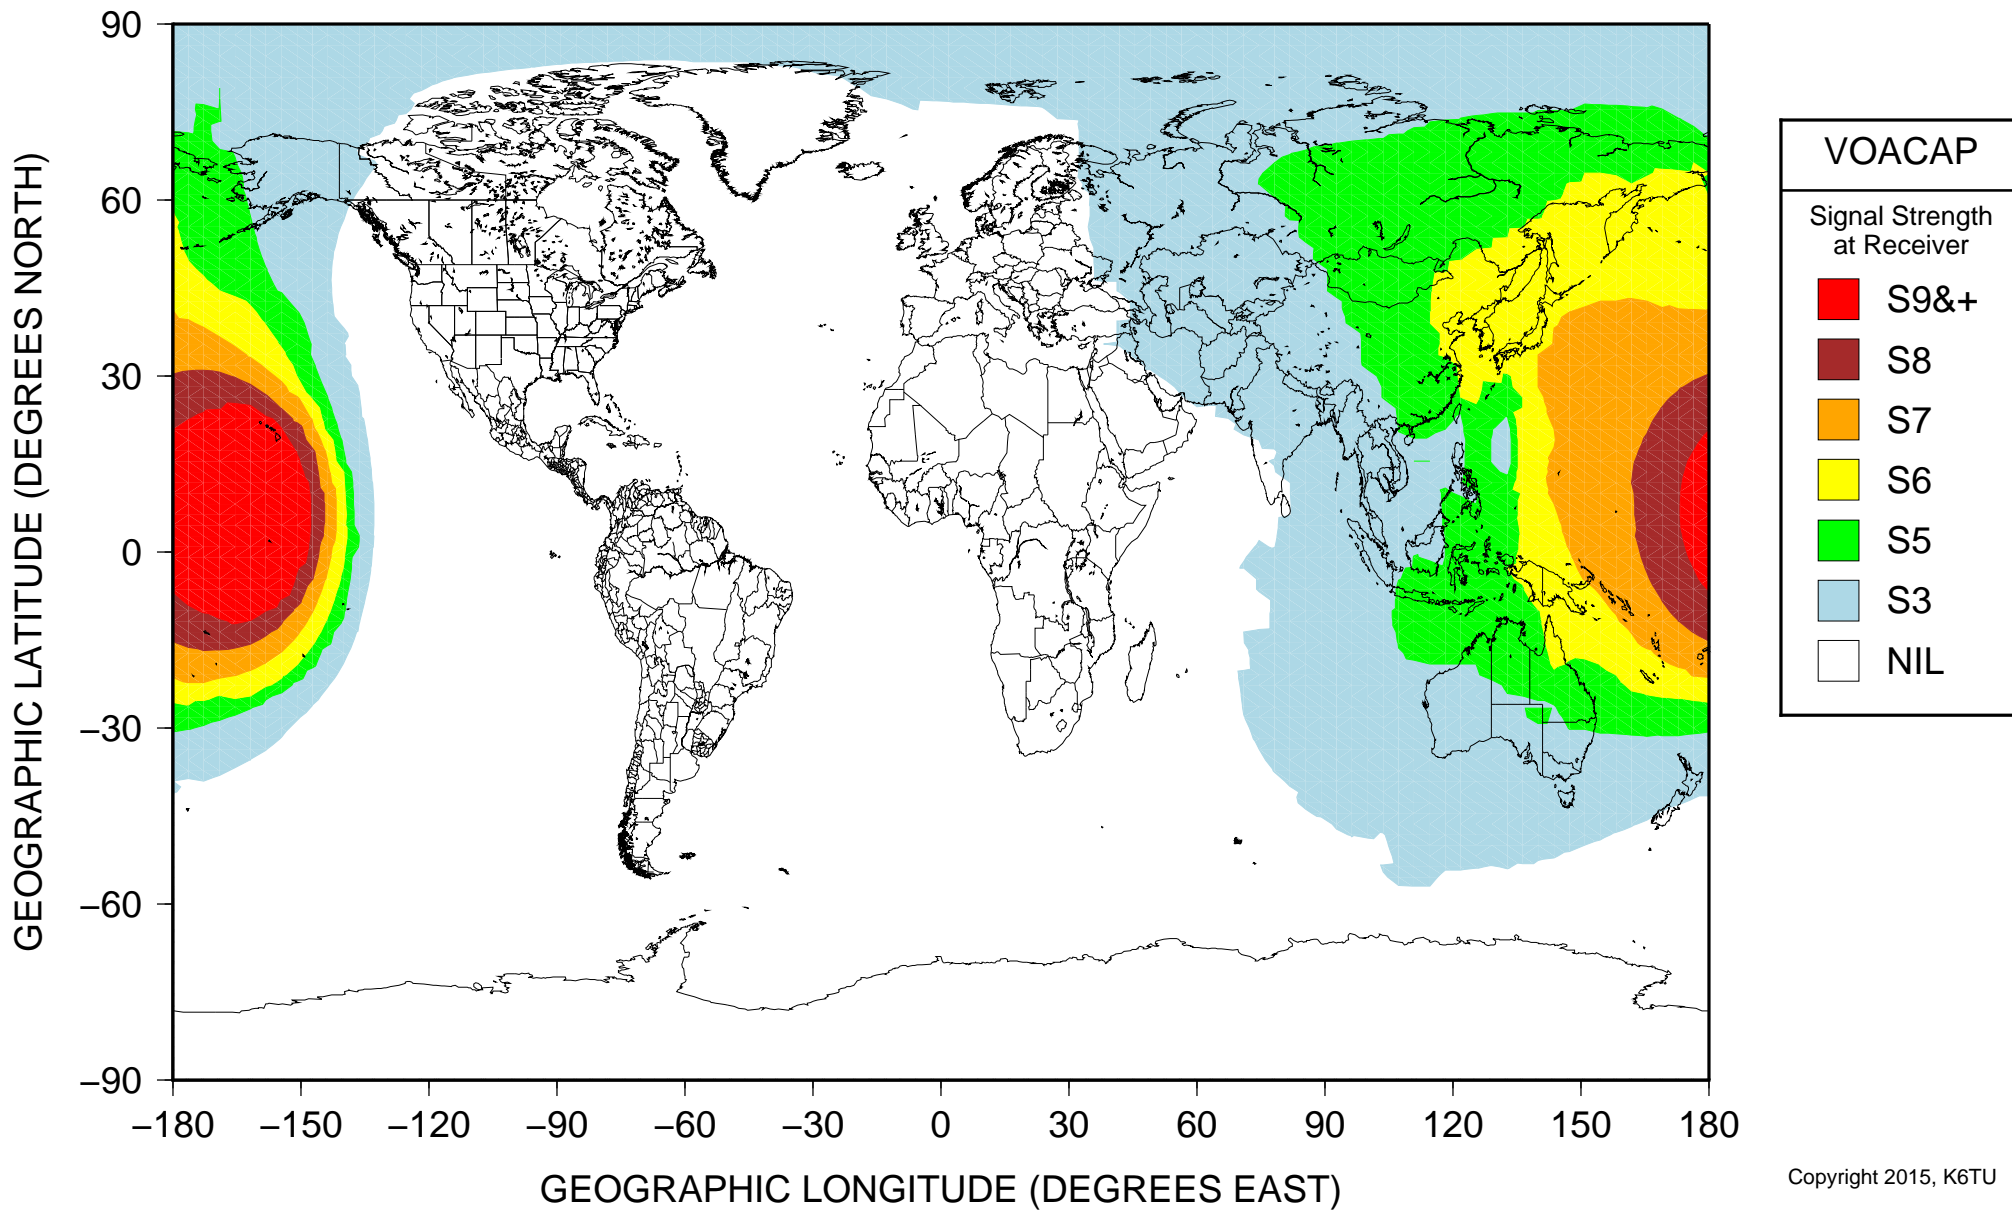 90
60
30
0
−30
−60
−90
GEOGRAPHIC LATITUDE (DEGREES NORTH)
−180 −150 −120 −90 −60 −30 0 30 60 90 120 150 180
GEOGRAPHIC LONGITUDE (DEGREES EAST)
VOACAP
Signal Strength
at Receiver
S9&+
S8
S7
S6
S5
S3
NIL
Copyright 2015, K6TU